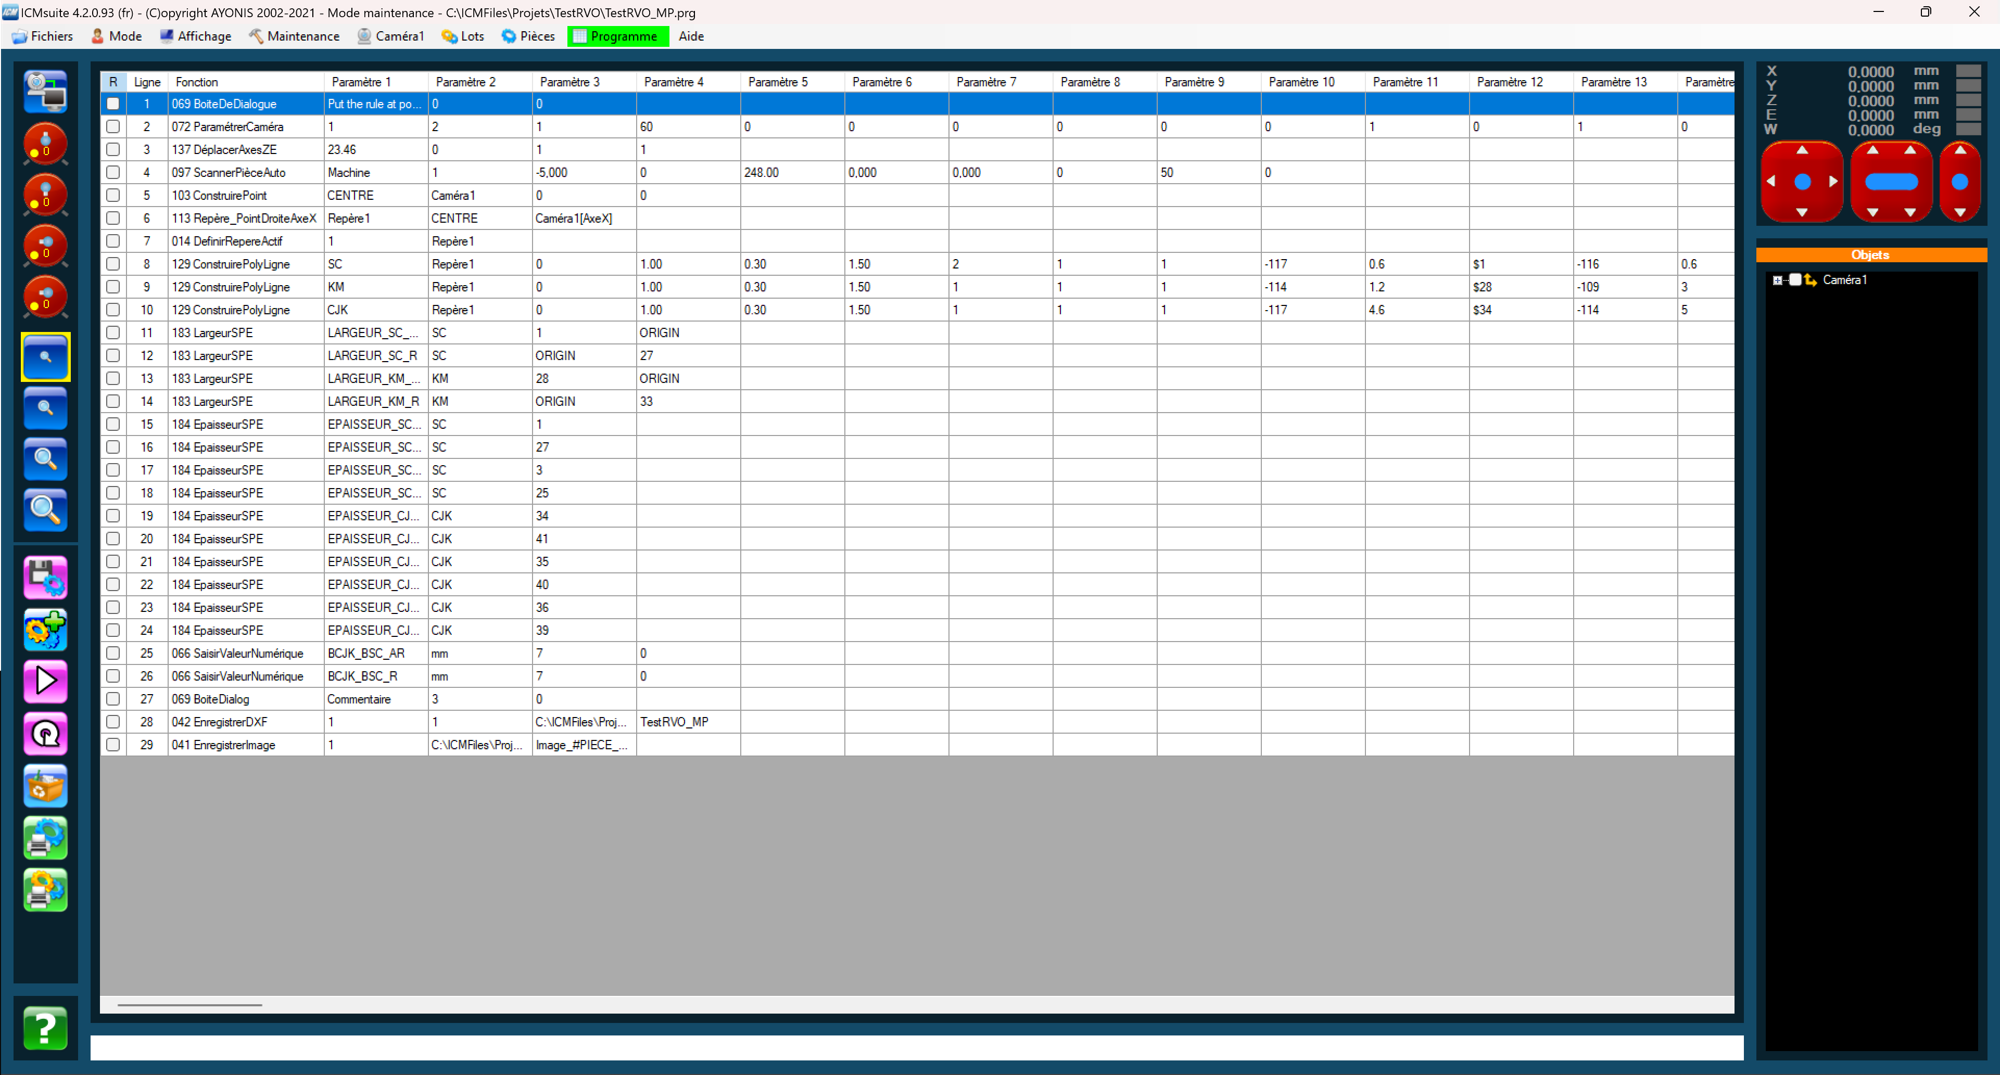 ICMsuite 4.2.0.93 (fr) - (C)opyright AYONIS 2002-2021 - Mode maintenance - C:\ICMFiles\Projets\TestRVO\TestRVO_MP.prg
Fichiers Mode Affichage Maintenance Caméra1 Lots Pièces Programme Aide
R Ligne Fonction Paramètre 1 Paramètre 2 Paramètre 3 Paramètre 4 Paramètre 5 Paramètre 6 Paramètre 7 Paramètre 8 Paramètre 9 Paramètre 10 Paramètre 11 Paramètre 12 Paramètre 13 Paramètre
1 069 BoiteDeDialogue Put the rule at po... 0 0
2 072 ParamétrerCaméra 1 2 1 60 0 0 0 0 0 0 1 0 1 0
3 137 DéplacerAxesZE 23.46 0 1 1
4 097 ScannerPièceAuto Machine 1 -5,000 0 248.00 0,000 0,000 0 50 0
5 103 ConstruirePoint CENTRE Caméra1 0 0
6 113 Repère_PointDroiteAxeX Repère1 CENTRE Caméra1[AxeX]
7 014 DefinirRepereActif 1 Repère1
8 129 ConstruirePolyLigne SC Repère1 0 1.00 0.30 1.50 2 1 1 -117 0.6 $1 -116 0.6
9 129 ConstruirePolyLigne KM Repère1 0 1.00 0.30 1.50 1 1 1 -114 1.2 $28 -109 3
10 129 ConstruirePolyLigne CJK Repère1 0 1.00 0.30 1.50 1 1 1 -117 4.6 $34 -114 5
11 183 LargeurSPE LARGEUR_SC_... SC 1 ORIGIN
12 183 LargeurSPE LARGEUR_SC_R SC ORIGIN 27
13 183 LargeurSPE LARGEUR_KM_... KM 28 ORIGIN
14 183 LargeurSPE LARGEUR_KM_R KM ORIGIN 33
15 184 EpaisseurSPE EPAISSEUR_SC... SC 1
16 184 EpaisseurSPE EPAISSEUR_SC... SC 27
17 184 EpaisseurSPE EPAISSEUR_SC... SC 3
18 184 EpaisseurSPE EPAISSEUR_SC... SC 25
19 184 EpaisseurSPE EPAISSEUR_CJ... CJK 34
20 184 EpaisseurSPE EPAISSEUR_CJ... CJK 41
21 184 EpaisseurSPE EPAISSEUR_CJ... CJK 35
22 184 EpaisseurSPE EPAISSEUR_CJ... CJK 40
23 184 EpaisseurSPE EPAISSEUR_CJ... CJK 36
24 184 EpaisseurSPE EPAISSEUR_CJ... CJK 39
25 066 SaisirValeurNumérique BCJK_BSC_AR mm 7 0
26 066 SaisirValeurNumérique BCJK_BSC_R mm 7 0
27 069 BoiteDialog Commentaire 3 0
28 042 EnregistrerDXF 1 1 C:\ICMFiles\Proj... TestRVO_MP
29 041 EnregistrerImage 1 C:\ICMFiles\Proj... Image_#PIECE_...
0
0
0
0
?
X 0.0000 mm
Y 0.0000 mm
Z 0.0000 mm
E 0.0000 mm
W 0.0000 deg
Objets
Caméra1